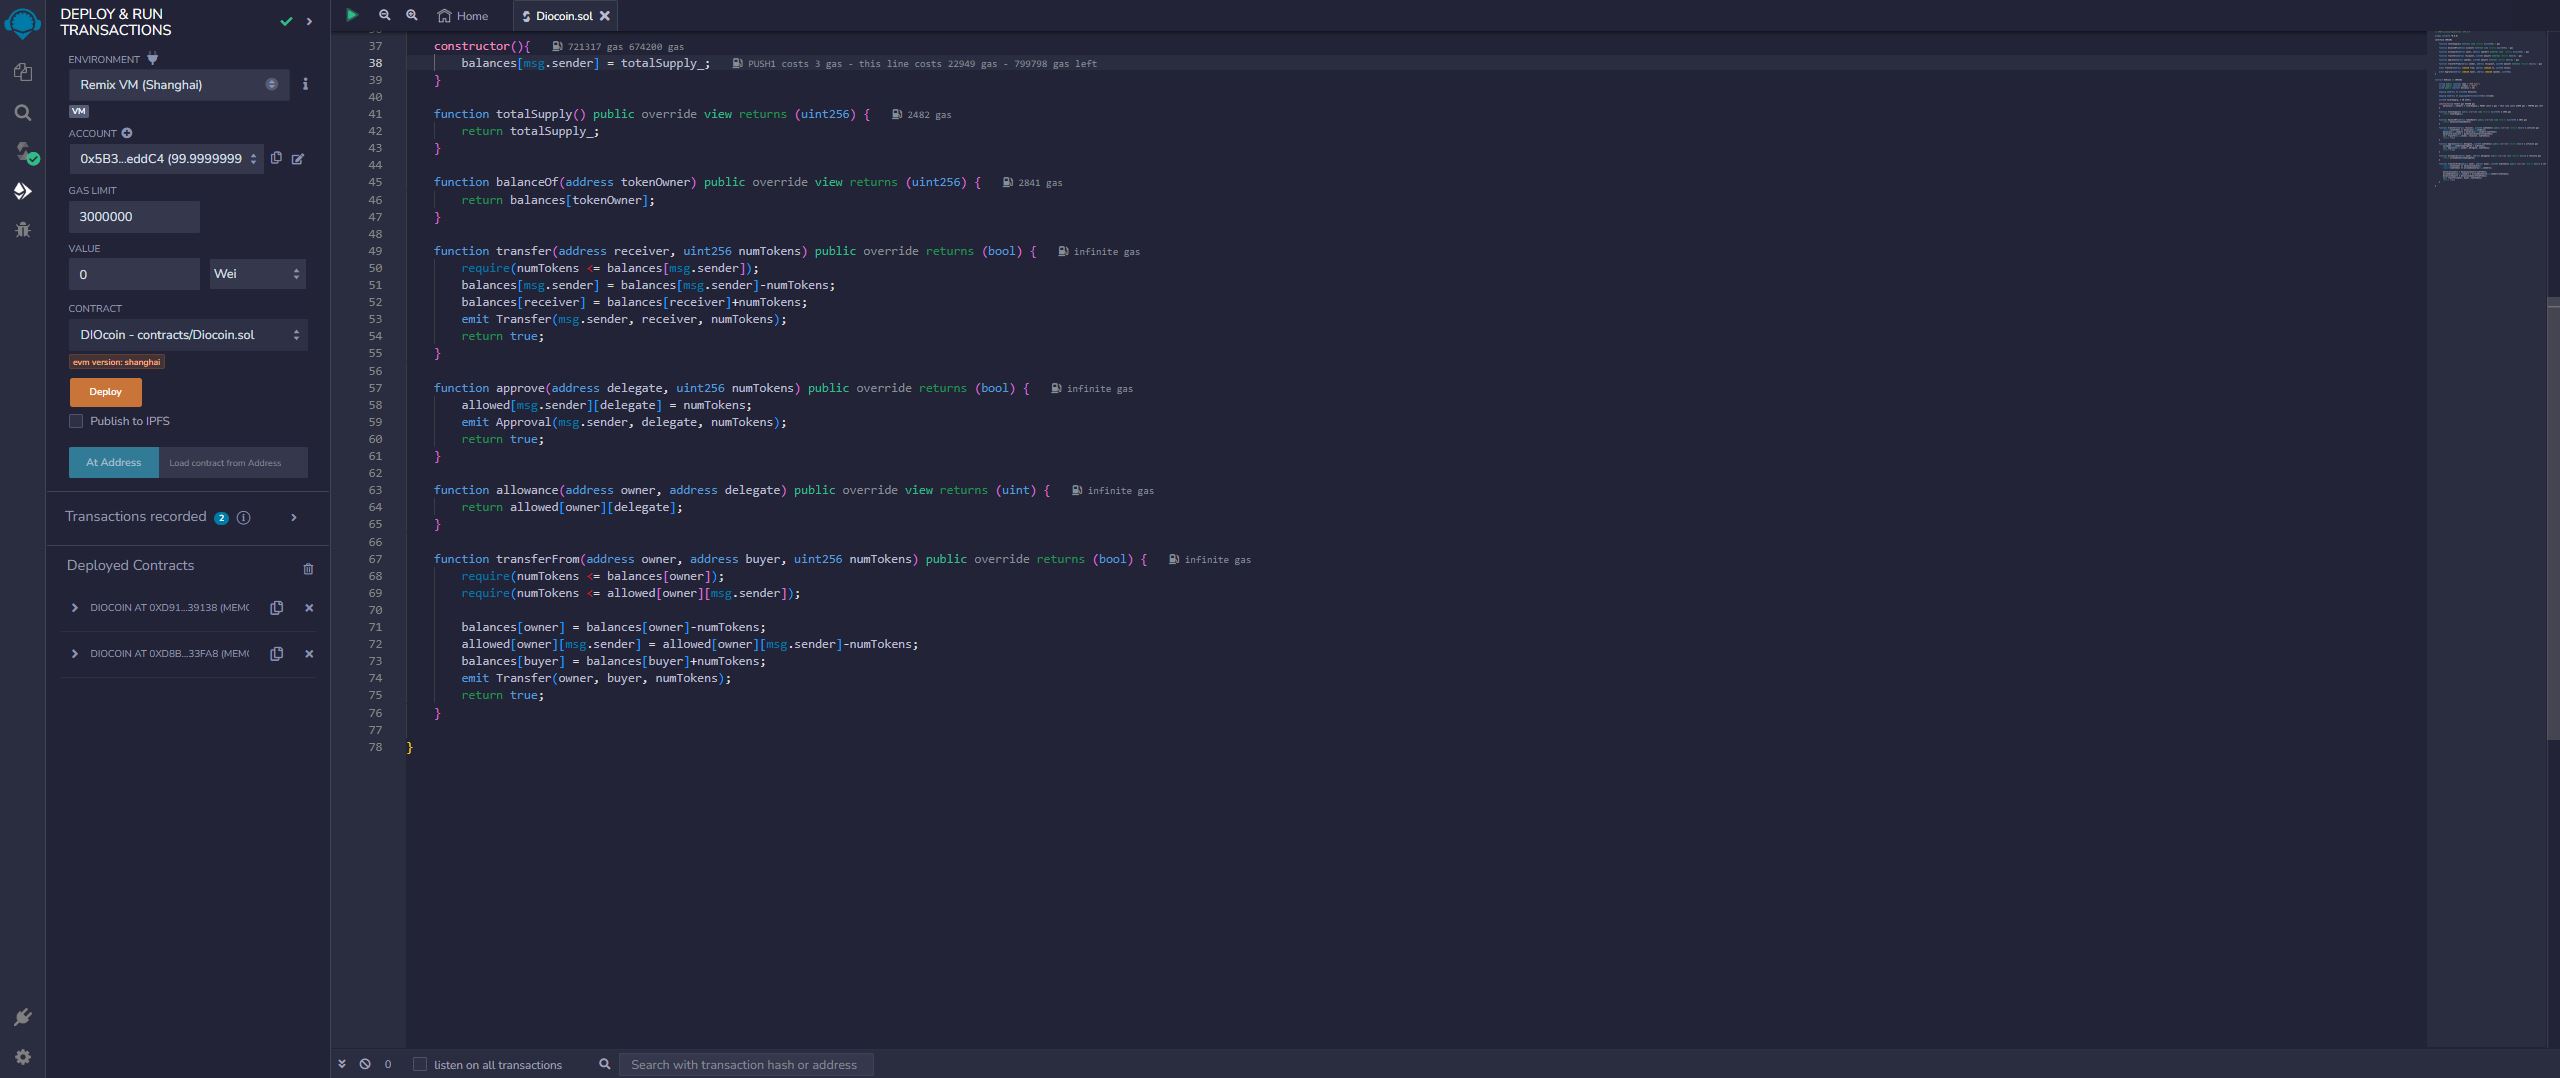 DEPLOY & RUN
TRANSACTIONS
ENVIRONMENT
Remix VM (Shanghai)
VM
ACCOUNT
0x5B3...eddC4 (99.9999999
GAS LIMIT
3000000
VALUE
0
Wei
CONTRACT
DIOcoin - contracts/Diocoin.sol
evm version: shanghai
Deploy
Publish to IPFS
At Address
Load contract from Address
Transactions recorded 2
Deployed Contracts
DIOCOIN AT 0XD91...39138 (MEMO
DIOCOIN AT 0XD8B...33FA8 (MEMO
Home
Diocoin.sol
37 constructor(){ 721317 gas 674200 gas
38 balances[msg.sender] = totalSupply_; PUSH1 costs 3 gas - this line costs 22949 gas - 799798 gas left
39 }
40
41 function totalSupply() public override view returns (uint256) { 2482 gas
42 return totalSupply_;
43 }
44
45 function balanceOf(address tokenOwner) public override view returns (uint256) { 2841 gas
46 return balances[tokenOwner];
47 }
48
49 function transfer(address receiver, uint256 numTokens) public override returns (bool) { infinite gas
50 require(numTokens <= balances[msg.sender]);
51 balances[msg.sender] = balances[msg.sender]-numTokens;
52 balances[receiver] = balances[receiver]+numTokens;
53 emit Transfer(msg.sender, receiver, numTokens);
54 return true;
55 }
56
57 function approve(address delegate, uint256 numTokens) public override returns (bool) { infinite gas
58 allowed[msg.sender][delegate] = numTokens;
59 emit Approval(msg.sender, delegate, numTokens);
60 return true;
61 }
62
63 function allowance(address owner, address delegate) public override view returns (uint) { infinite gas
64 return allowed[owner][delegate];
65 }
66
67 function transferFrom(address owner, address buyer, uint256 numTokens) public override returns (bool) { infinite gas
68 require(numTokens <= balances[owner]);
69 require(numTokens <= allowed[owner][msg.sender]);
70
71 balances[owner] = balances[owner]-numTokens;
72 allowed[owner][msg.sender] = allowed[owner][msg.sender]-numTokens;
73 balances[buyer] = balances[buyer]+numTokens;
74 emit Transfer(owner, buyer, numTokens);
75 return true;
76 }
77
78 }
0
listen on all transactions
Search with transaction hash or address